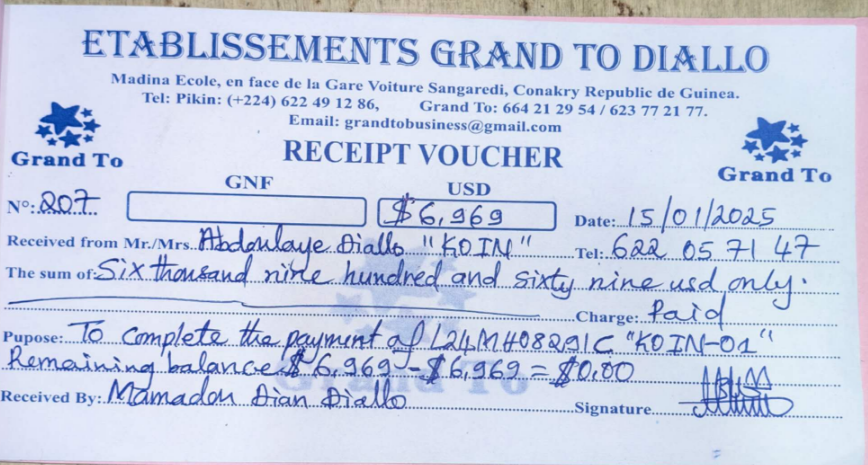 ETABLISSEMENTS GRAND TO DIALLO
Madina Ecole, en face de la Gare Voiture Sangaredi, Conakry Republic de Guinea.
Tel: Pikin: (+224) 622 49 12 86, Grand To: 664 21 29 54 / 623 77 21 77.
Email: grandtobusiness@gmail.com
Grand To
RECEIPT VOUCHER
Grand To
GNF USD
N°: 207 $6,969 Date: 15/01/2025
Received from Mr./Mrs. Abdoulaye Diallo "KOIN" Tel: 622 05 71 47
The sum of: Six thousand nine hundred and sixty nine usd only.
Charge: Paid
Pupose: To complete the payment of L24MH08291C "KOIN-01"
Remaining balance $6,969 - $6,969 = $0,00
Grand To
Received By: Mamadou Dian Diallo Signature